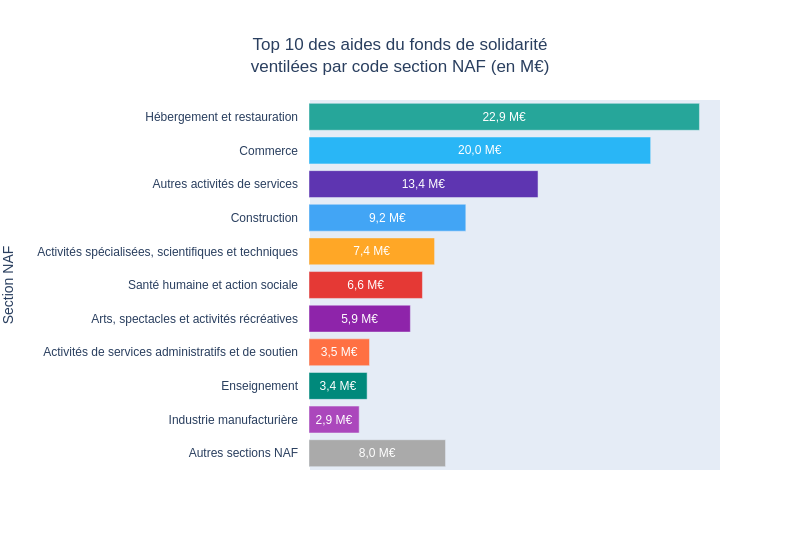 Top 10 des aides du fonds de solidarité
ventilées par code section NAF (en M€)
Section NAF
Hébergement et restauration 22,9 M€
Commerce 20,0 M€
Autres activités de services 13,4 M€
Construction 9,2 M€
Activités spécialisées, scientifiques et techniques 7,4 M€
Santé humaine et action sociale 6,6 M€
Arts, spectacles et activités récréatives 5,9 M€
Activités de services administratifs et de soutien 3,5 M€
Enseignement 3,4 M€
Industrie manufacturière 2,9 M€
Autres sections NAF 8,0 M€